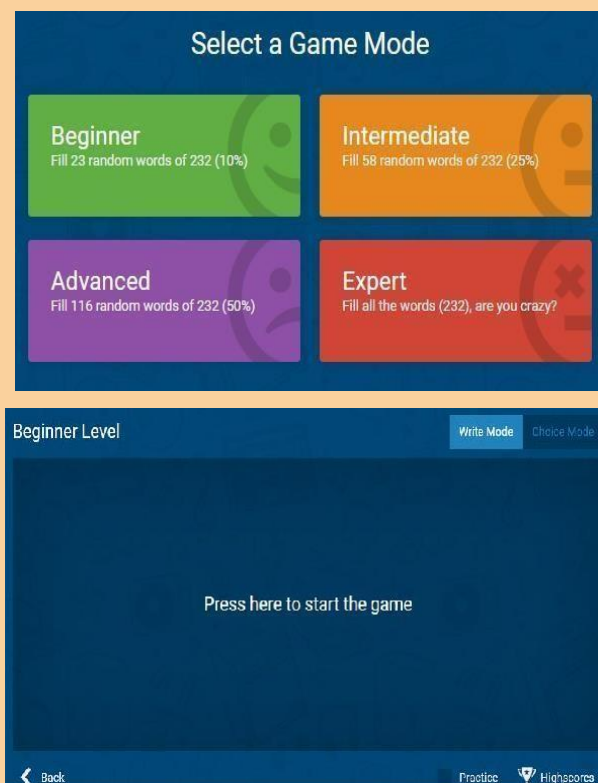 Select a Game Mode
Beginner
Fill 23 random words of 232 (10%)
Intermediate
Fill 58 random words of 232 (25%)
Advanced
Fill 116 random words of 232 (50%)
Expert
Fill all the words (232), are you crazy?
Beginner Level
Write Mode
Choice Mode
Press here to start the game
Back
Practice
Highscores